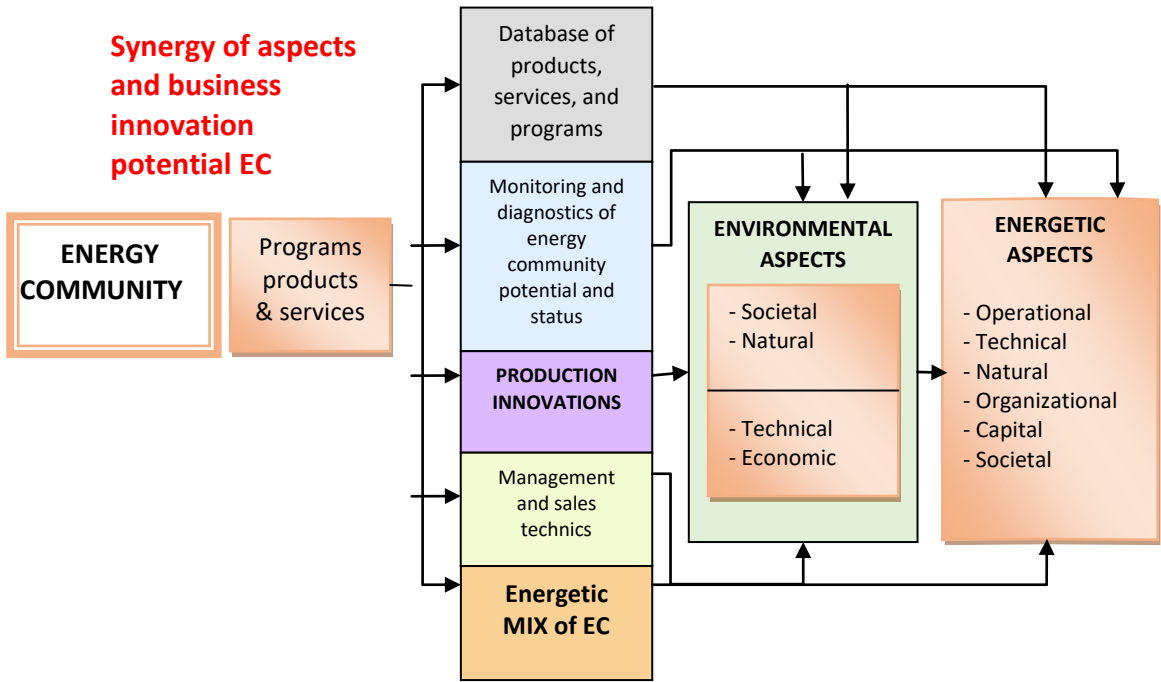 Synergy of aspects
and business
innovation
potential EC
ENERGY
COMMUNITY
Programs
products
& services
Database of
products,
services, and
programs
Monitoring and
diagnostics of
energy
community
potential and
status
PRODUCTION
INNOVATIONS
Management
and sales
technics
Energetic
MIX of EC
ENVIRONMENTAL
ASPECTS
- Societal
- Natural
- Technical
- Economic
ENERGETIC
ASPECTS
- Operational
- Technical
- Natural
- Organizational
- Capital
- Societal